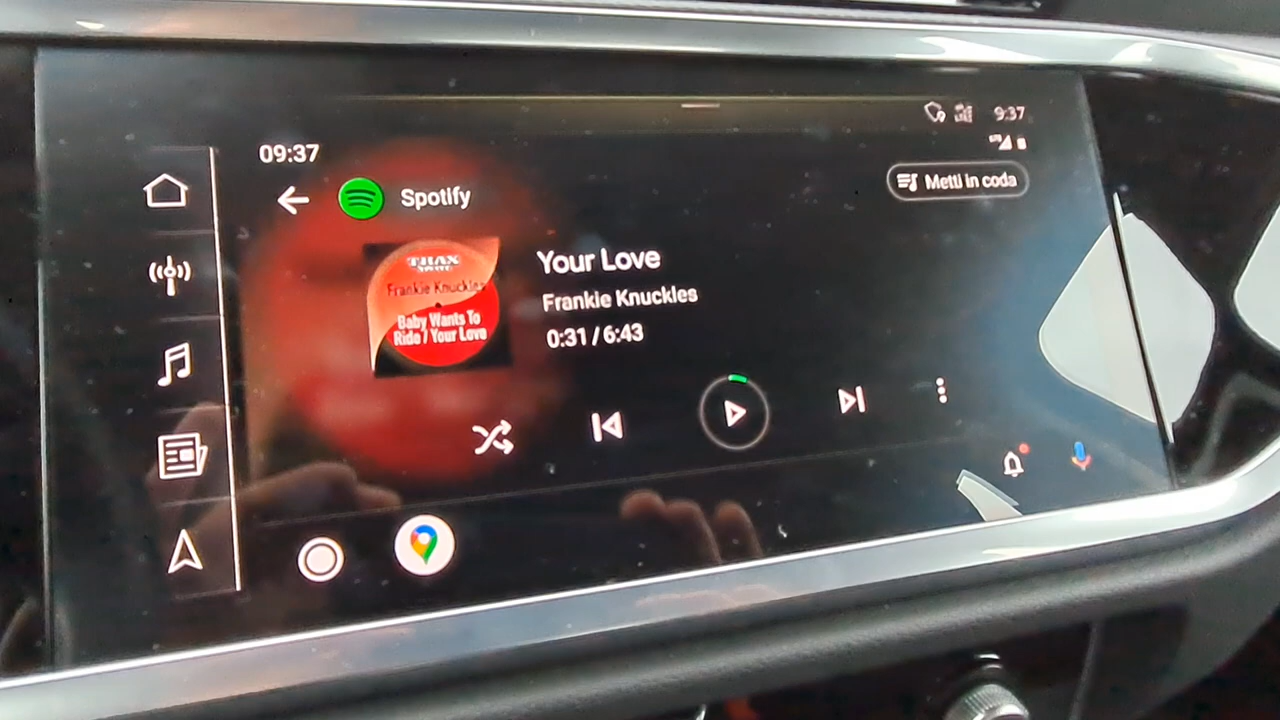 9:37
09:37
Spotify
Metti in coda
TRAX
Frankie Knuckles
Baby Wants To
Ride / Your Love
Your Love
Frankie Knuckles
0:31 / 6:43